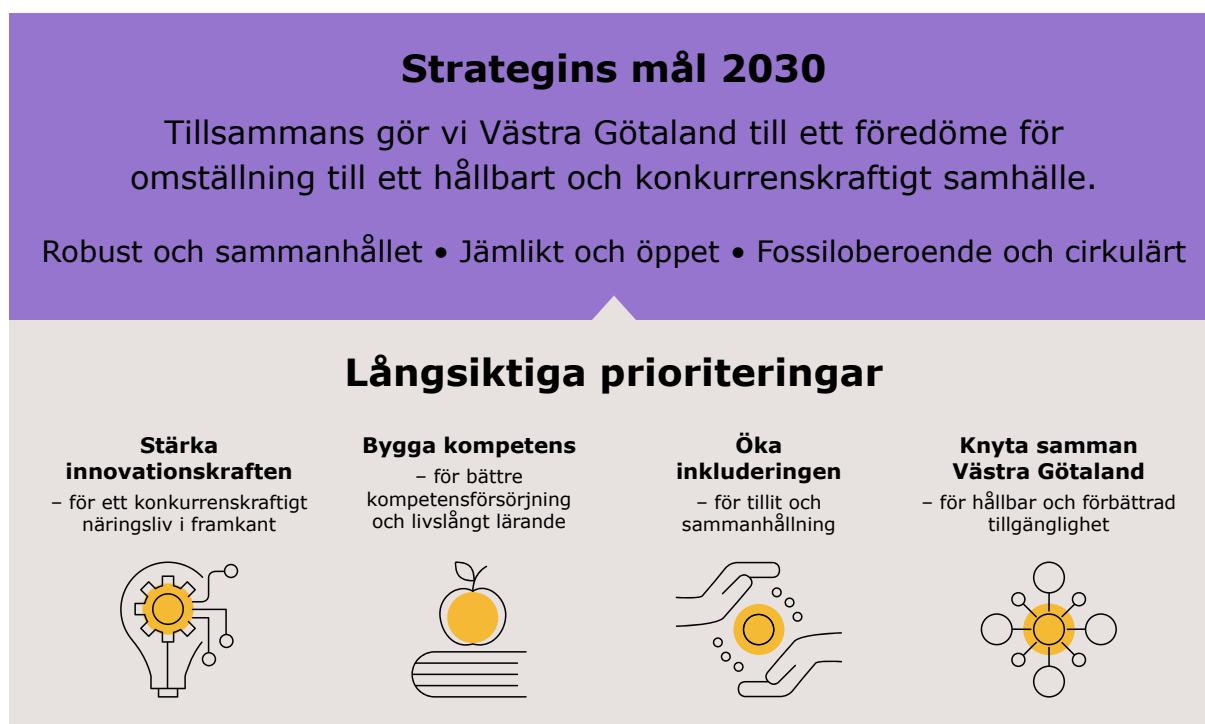 Strategins mål 2030
Tillsammans gör vi Västra Götaland till ett föredöme för
omställning till ett hållbart och konkurrenskraftigt samhälle.
Robust och sammanhållet • Jämlikt och öppet • Fossiloberoende och cirkulärt
Långsiktiga prioriteringar
Stärka
innovationskraften
– för ett konkurrenskraftigt
näringsliv i framkant
Bygga kompetens
– för bättre
kompetensförsörjning
och livslångt lärande
Öka
inkluderingen
– för tillit och
sammanhållning
Knyta samman
Västra Götaland
– för hållbar och förbättrad
tillgänglighet